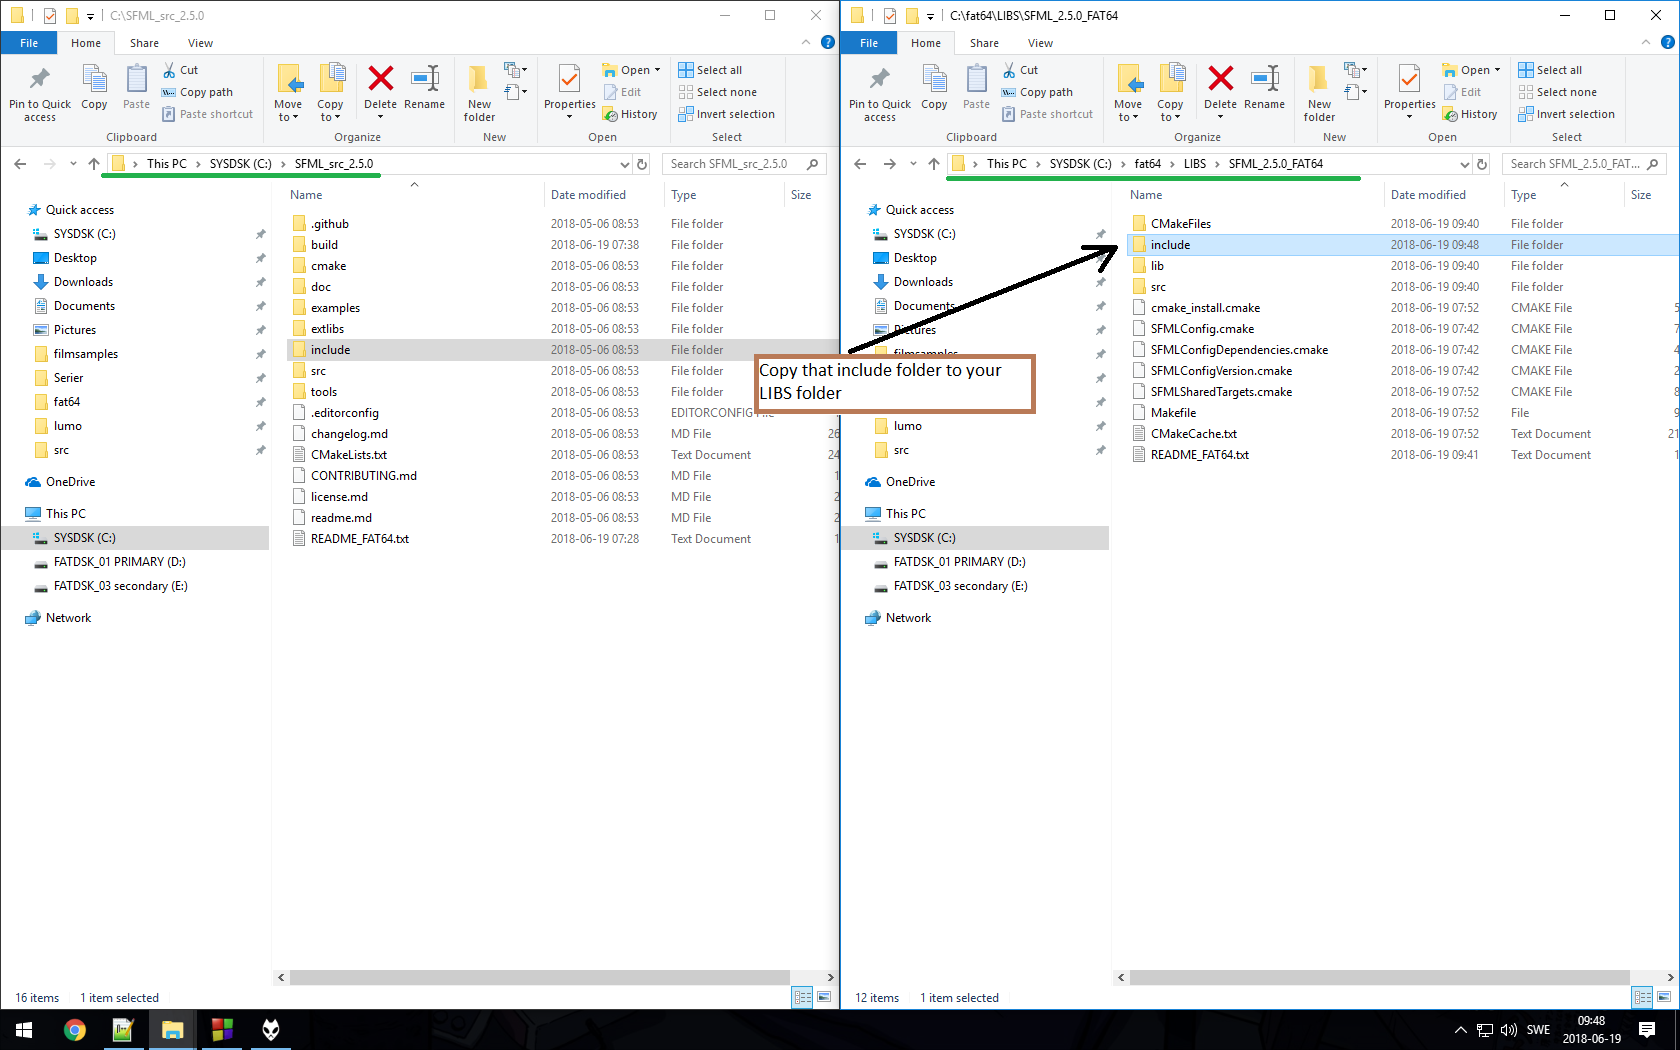 C:\SFML_src_2.5.0
File Home Share View
Pin to Quick access
Copy
Paste
Cut
Copy path
Paste shortcut
Clipboard
Move to
Copy to
Delete
Rename
Organize
New folder
New
Properties
Open
Edit
History
Open
Select all
Select none
Invert selection
Select
This PC › SYSDSK (C:) › SFML_src_2.5.0
Search SFML_src_2.5.0
Quick access
SYSDSK (C:)
Desktop
Downloads
Documents
Pictures
filmsamples
Serier
fat64
lumo
src
OneDrive
This PC
SYSDSK (C:)
FATDSK_01 PRIMARY (D:)
FATDSK_03 secondary (E:)
Network
Name Date modified Type Size
.github 2018-05-06 08:53 File folder
build 2018-06-19 07:38 File folder
cmake 2018-05-06 08:53 File folder
doc 2018-05-06 08:53 File folder
examples 2018-05-06 08:53 File folder
extlibs 2018-05-06 08:53 File folder
include 2018-05-06 08:53 File folder
src 2018-05-06 08:53 File folder
tools 2018-05-06 08:53 File folder
.editorconfig 2018-05-06 08:53 EDITORCONFIG
changelog.md 2018-05-06 08:53 MD File 26
CMakeLists.txt 2018-05-06 08:53 Text Document 24
CONTRIBUTING.md 2018-05-06 08:53 MD File 1
license.md 2018-05-06 08:53 MD File 2
readme.md 2018-05-06 08:53 MD File 2
README_FAT64.txt 2018-06-19 07:28 Text Document 1
16 items 1 item selected
Copy that include folder to your
LIBS folder
C:\fat64\LIBS\SFML_2.5.0_FAT64
File Home Share View
Pin to Quick access
Copy
Paste
Cut
Copy path
Paste shortcut
Clipboard
Move to
Copy to
Delete
Rename
Organize
New folder
New
Properties
Open
Edit
History
Open
Select all
Select none
Invert selection
Select
This PC › SYSDSK (C:) › fat64 › LIBS › SFML_2.5.0_FAT64
Search SFML_2.5.0_FAT...
Quick access
SYSDSK (C:)
Desktop
Downloads
Documents
Pictures
filmsamples
lumo
src
OneDrive
This PC
SYSDSK (C:)
FATDSK_01 PRIMARY (D:)
FATDSK_03 secondary (E:)
Network
Name Date modified Type Size
CMakeFiles 2018-06-19 09:40 File folder
include 2018-06-19 09:48 File folder
lib 2018-06-19 09:40 File folder
src 2018-06-19 09:40 File folder
cmake_install.cmake 2018-06-19 07:52 CMAKE File 5
SFMLConfig.cmake 2018-06-19 07:42 CMAKE File 7
SFMLConfigDependencies.cmake 2018-06-19 07:42 CMAKE File 4
SFMLConfigVersion.cmake 2018-06-19 07:42 CMAKE File 2
SFMLSharedTargets.cmake 2018-06-19 07:52 CMAKE File 2
Makefile 2018-06-19 07:52 File 9
CMakeCache.txt 2018-06-19 07:52 Text Document 21
README_FAT64.txt 2018-06-19 09:41 Text Document 1
12 items 1 item selected
SWE
09:48
2018-06-19